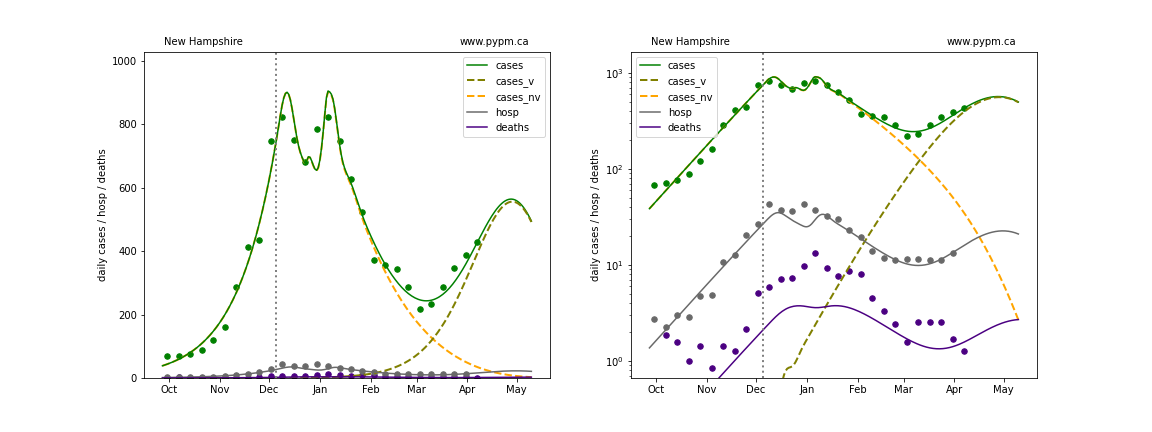 New Hampshire www.pypm.ca
daily cases / hosp / deaths
1000
800
600
400
200
0
cases
cases_v
cases_nv
hosp
deaths
Oct Nov Dec Jan Feb Mar Apr May
New Hampshire www.pypm.ca
daily cases / hosp / deaths
10³
10²
10¹
10⁰
cases
cases_v
cases_nv
hosp
deaths
Oct Nov Dec Jan Feb Mar Apr May